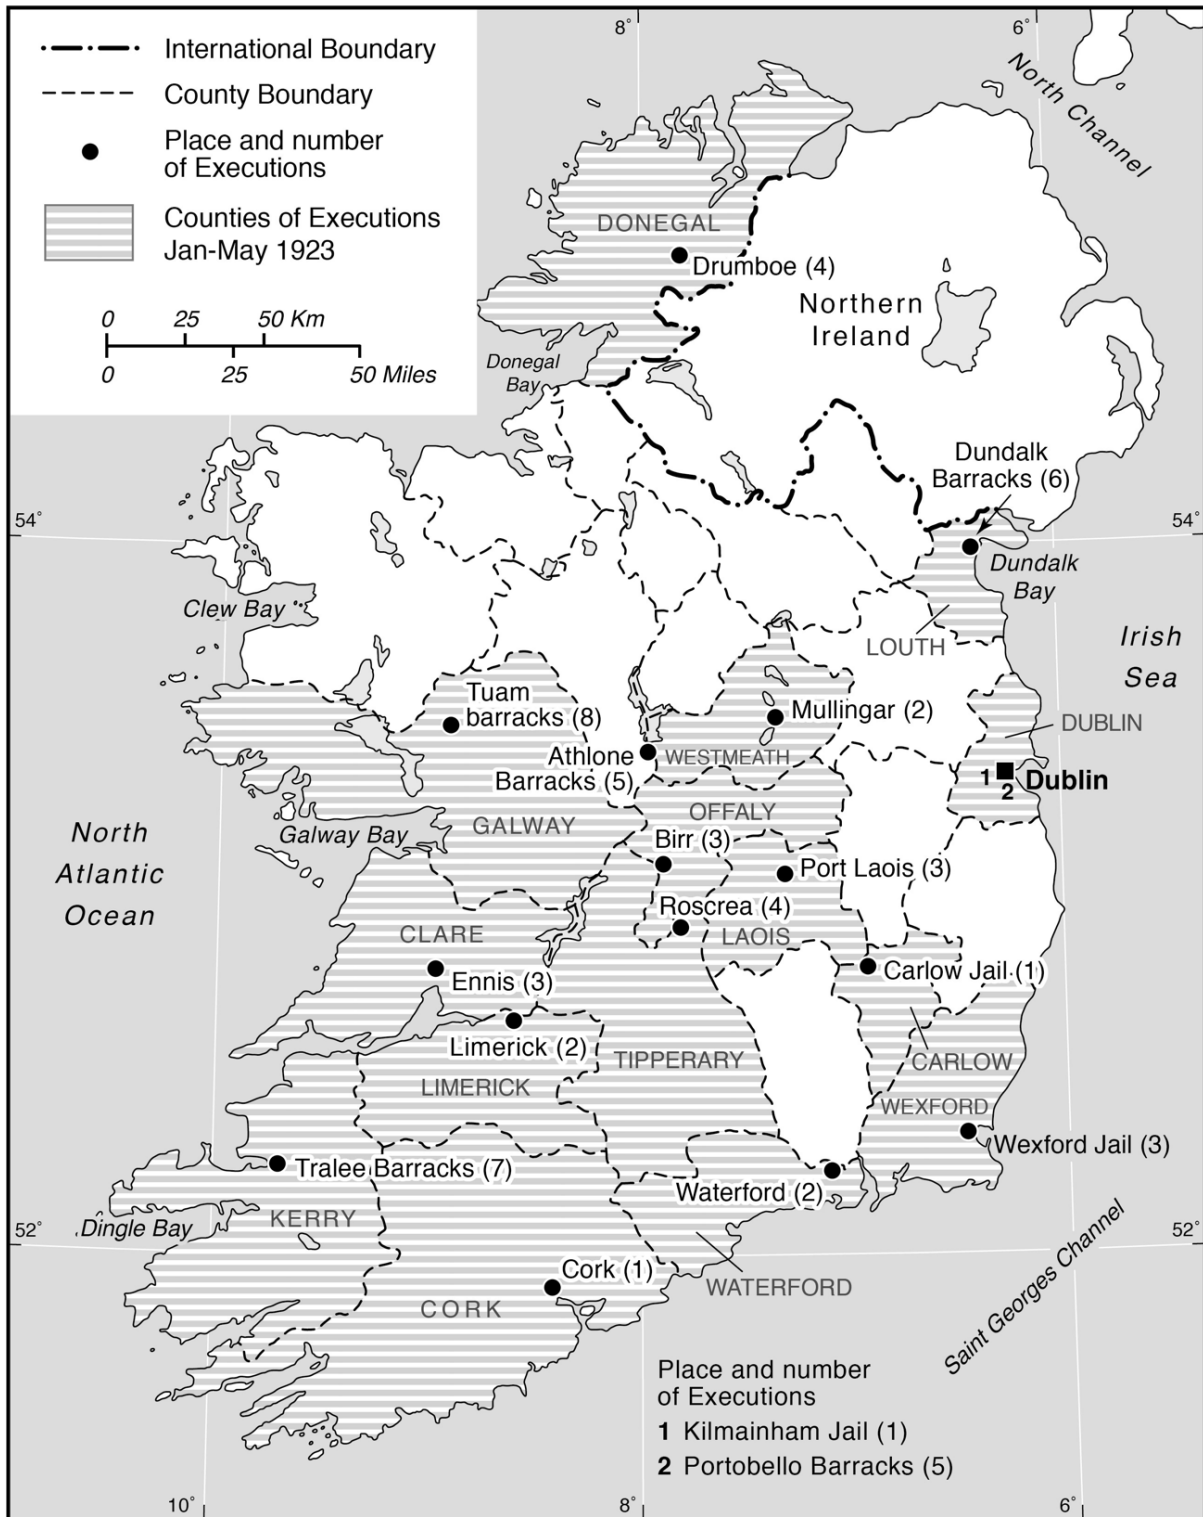 8°
6°
International Boundary
County Boundary
Place and number
of Executions
Counties of Executions
Jan-May 1923
0 25 50 Km
0 25 50 Miles
North Channel
DONEGAL
Drumboe (4)
Northern
Ireland
Donegal
Bay
Dundalk
Barracks (6)
54°
54°
Dundalk
Bay
Clew Bay
LOUTH
Irish
Sea
Tuam
barracks (8)
Mullingar (2)
DUBLIN
Athlone
Barracks (5)
WESTMEATH
1
2
Dublin
OFFALY
GALWAY
Galway Bay
North
Atlantic
Ocean
Birr (3)
Port Laois (3)
Roscrea (4)
LAOIS
CLARE
Ennis (3)
Carlow Jail (1)
Limerick (2)
TIPPERARY
CARLOW
LIMERICK
WEXFORD
Wexford Jail (3)
Tralee Barracks (7)
Waterford (2)
KERRY
Dingle Bay
52°
52°
Cork (1)
WATERFORD
CORK
Saint Georges Channel
Place and number
of Executions
1 Kilmainham Jail (1)
2 Portobello Barracks (5)
10°
8°
6°